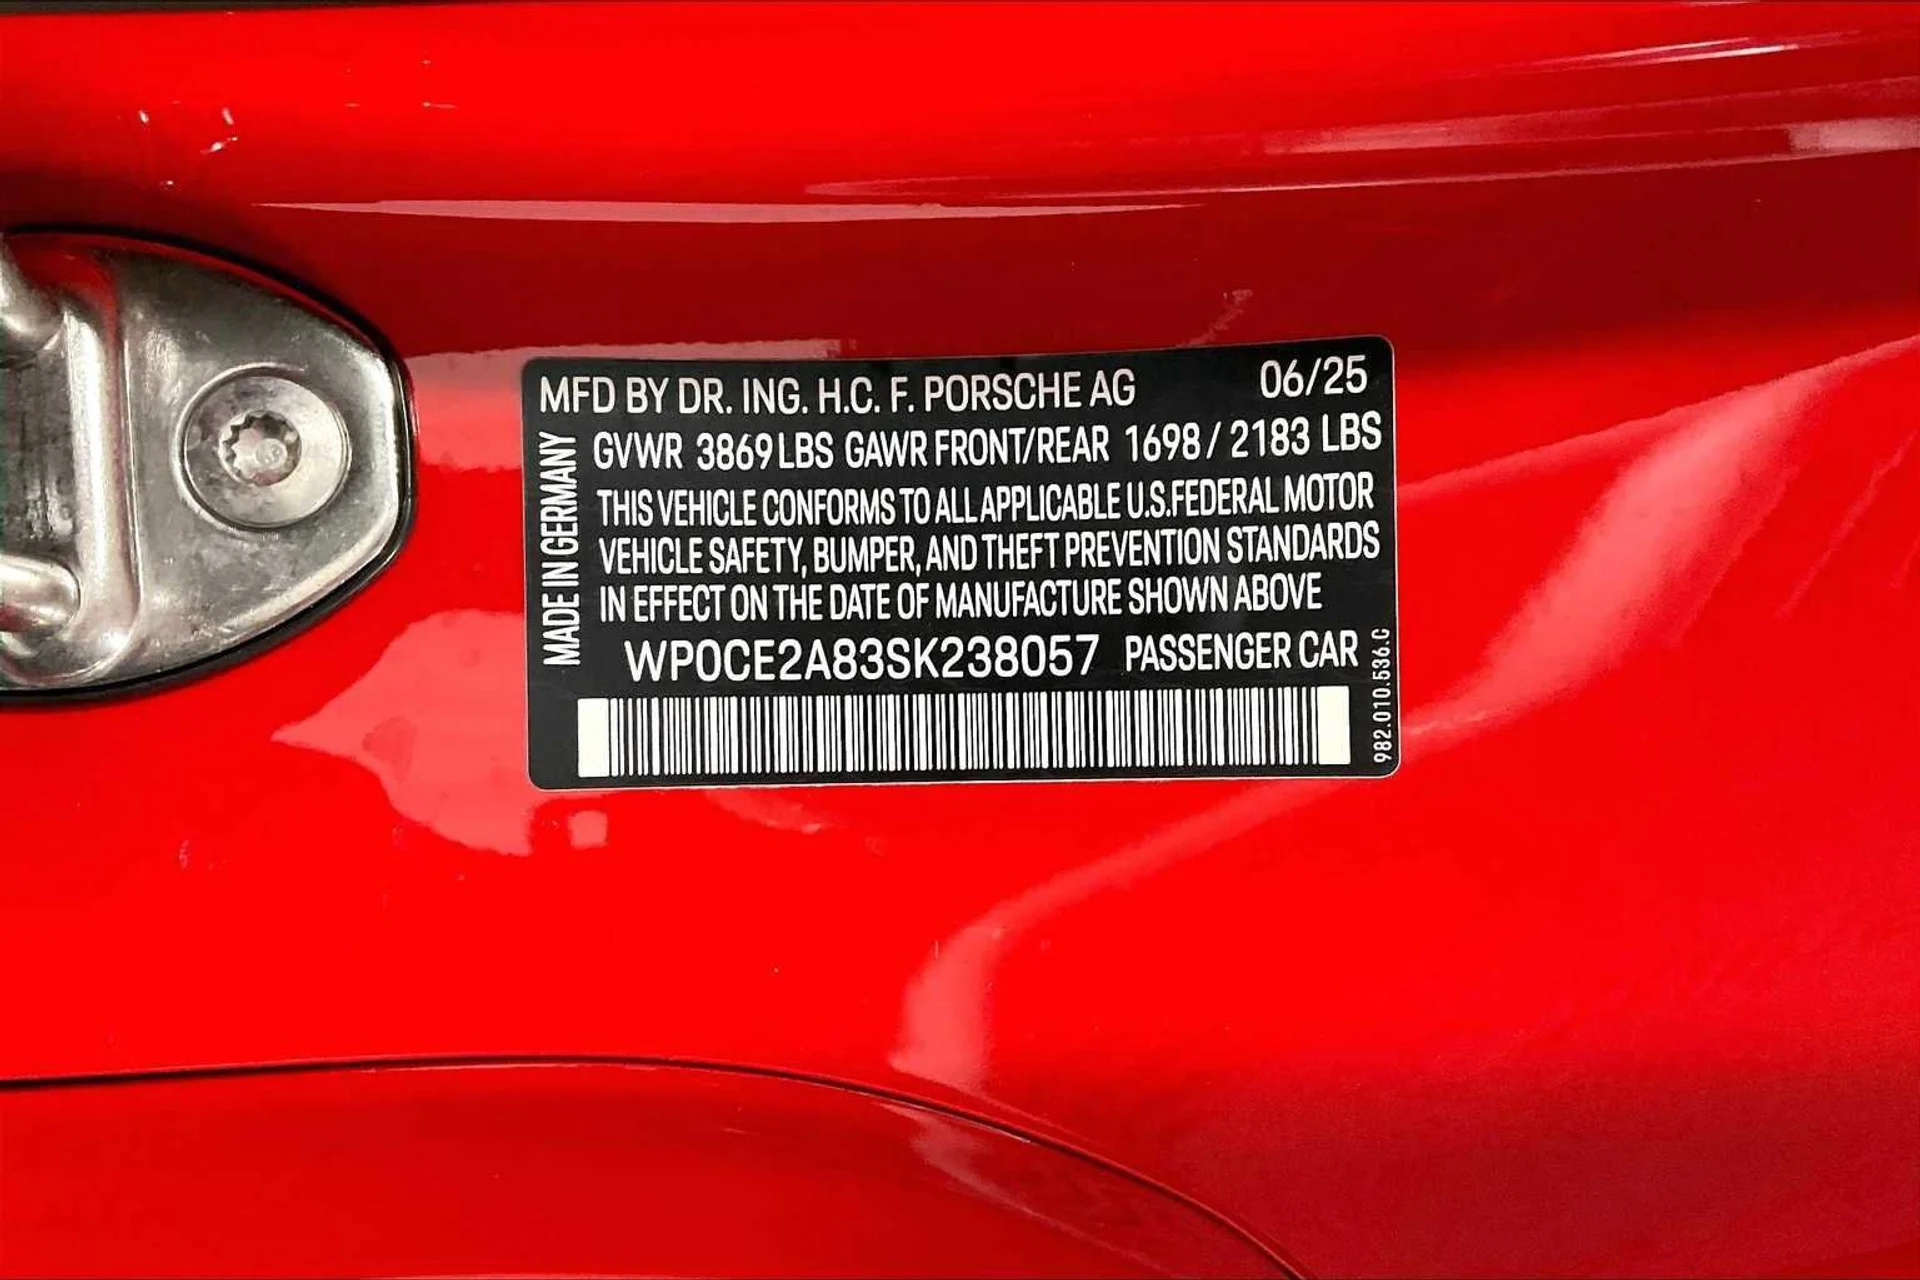 MFD BY DR. ING. H.C. F. PORSCHE AG 06/25
GVWR 3869 LBS GAWR FRONT/REAR 1698 / 2183 LBS
THIS VEHICLE CONFORMS TO ALL APPLICABLE U.S.FEDERAL MOTOR
VEHICLE SAFETY, BUMPER, AND THEFT PREVENTION STANDARDS
IN EFFECT ON THE DATE OF MANUFACTURE SHOWN ABOVE
WP0CE2A83SK238057 PASSENGER CAR
MADE IN GERMANY
982.010.536.C